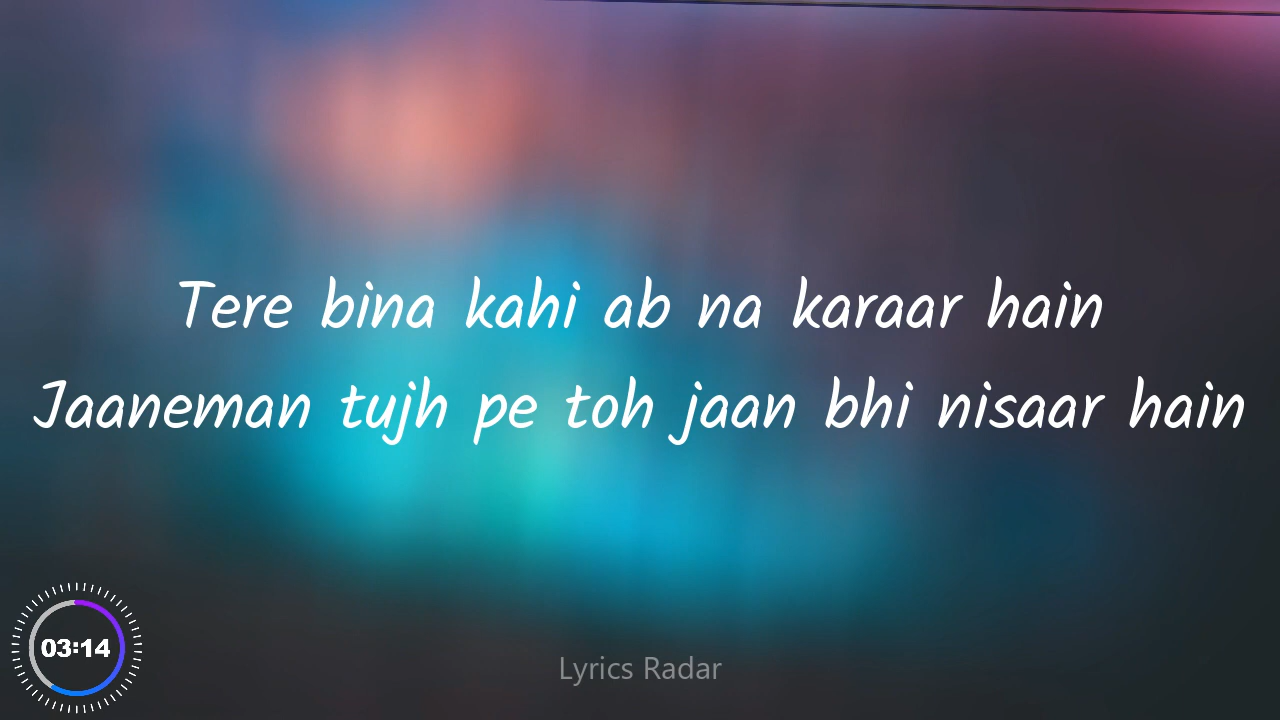 Tere bina kahi ab na karaar hain
Jaaneman tujh pe toh jaan bhi nisaar hain
03:14
Lyrics Radar